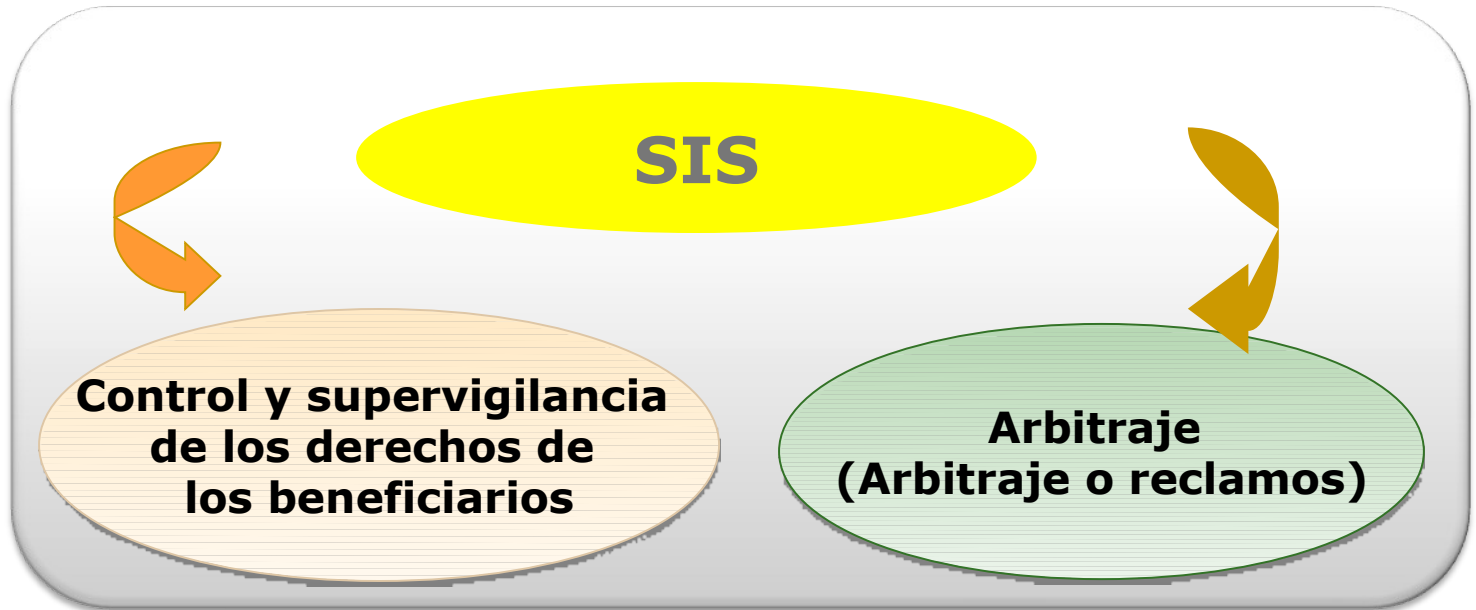 SIS
Control y supervigilancia
de los derechos de
los beneficiarios
Arbitraje
(Arbitraje o reclamos)